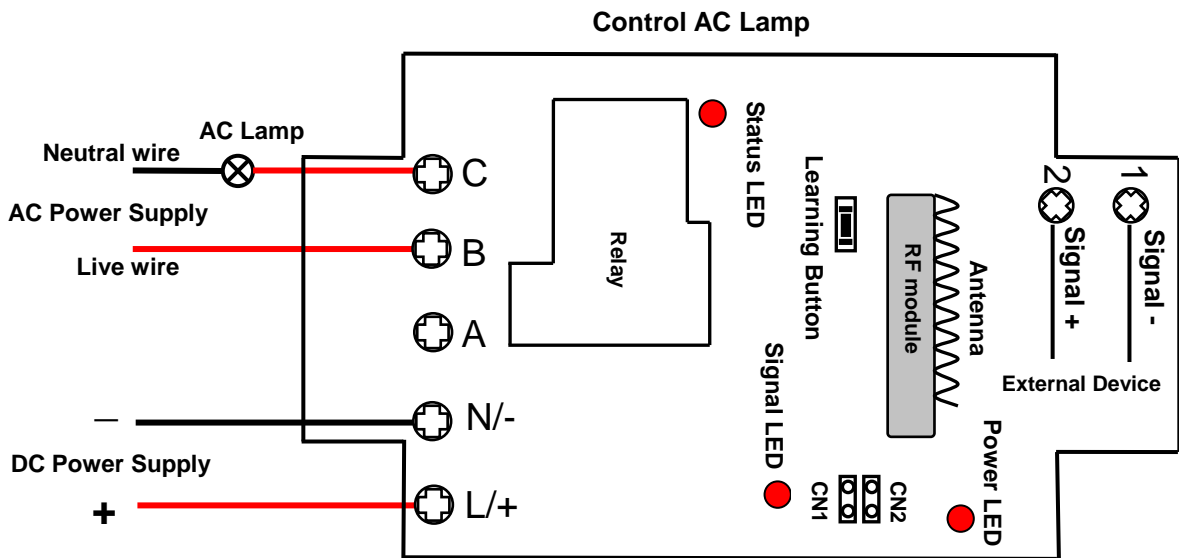 Control AC Lamp
AC Lamp
Neutral wire
AC Power Supply
Live wire
C
B
A
N/-
L/+
–
DC Power Supply
+
Relay
Status LED
Learning Button
RF module
Antenna
Signal LED
CN1
CN2
Power LED
2
1
Signal +
Signal -
External Device